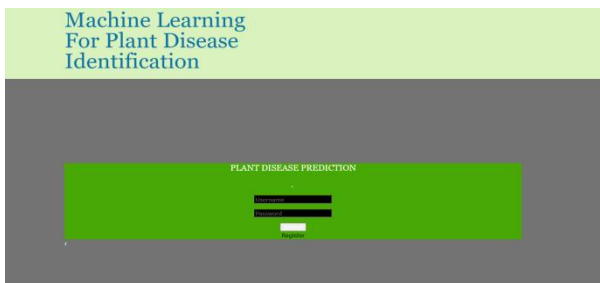 Machine Learning
For Plant Disease
Identification
PLANT DISEASE PREDICTION
Username
Password
Register